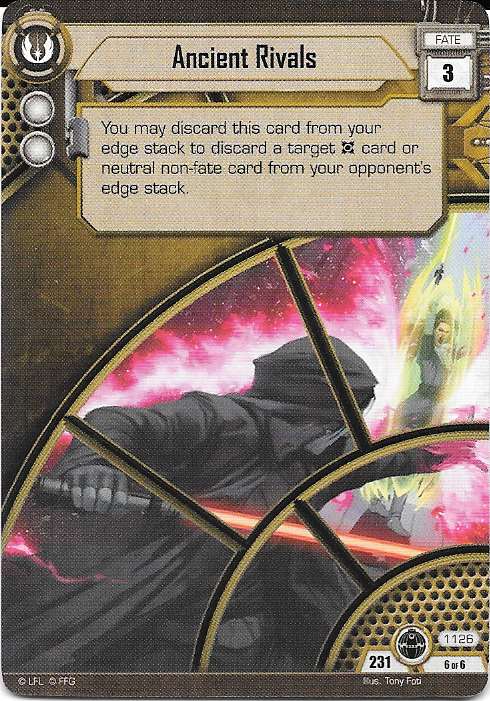 Ancient Rivals
FATE
3
You may discard this card from your
edge stack to discard a target card or
neutral non-fate card from your opponent's
edge stack.
231
1126
6 OF 6
© LFL © FFG
Illus. Tony Foti